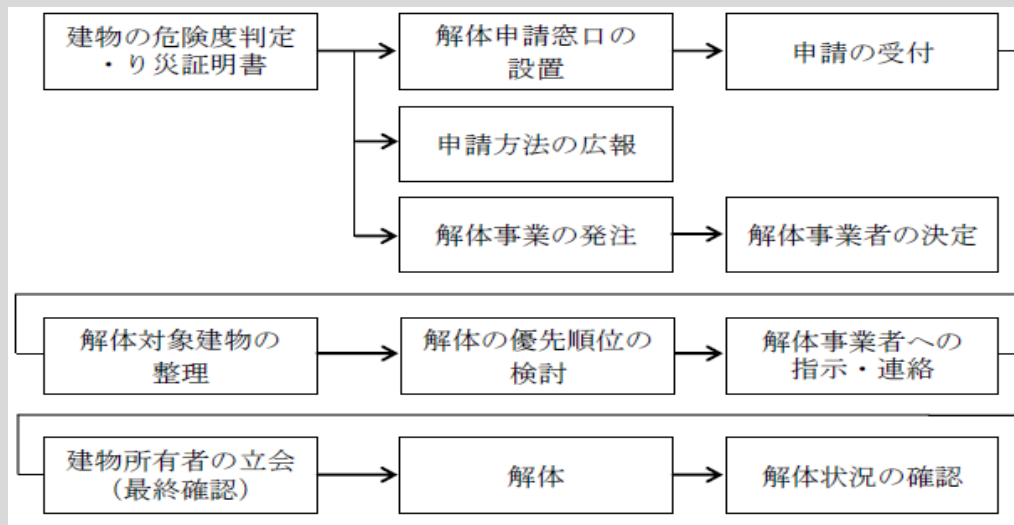 建物の危険度判定
・り災証明書
解体申請窓口の
設置
申請の受付
申請方法の広報
解体事業の発注
解体事業者の決定
解体対象建物の
整理
解体の優先順位の
検討
解体事業者への
指示・連絡
建物所有者の立会
（最終確認）
解体
解体状況の確認